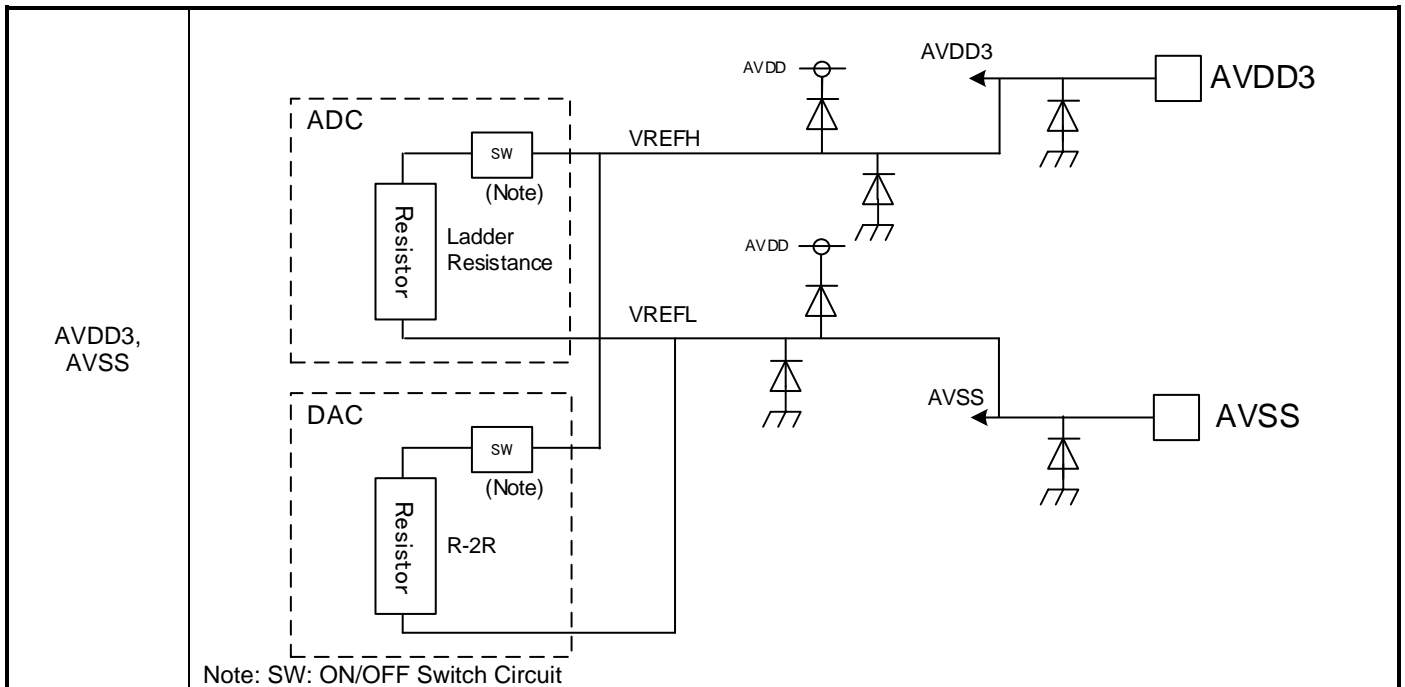 AVDD3,
AVSS
ADC
SW
(Note)
Resistor
Ladder
Resistance
VREFH
AVDD
AVDD3
AVDD3
VREFL
AVDD
AVSS
AVSS
DAC
SW
(Note)
Resistor
R-2R
Note: SW: ON/OFF Switch Circuit